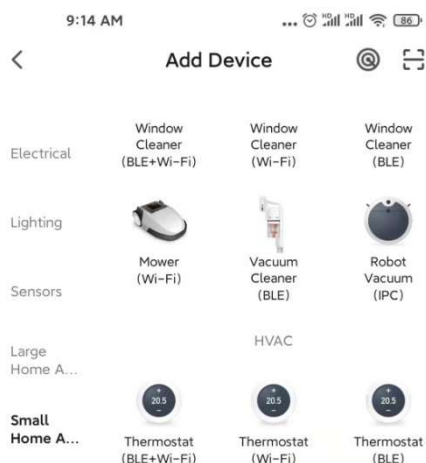 9:14 AM ... HD HD 86
Add Device
Electrical
Lighting
Sensors
Large
Home A...
Small
Home A...
Window
Cleaner
(BLE+Wi-Fi)
Window
Cleaner
(Wi-Fi)
Window
Cleaner
(BLE)
Mower
(Wi-Fi)
Vacuum
Cleaner
(BLE)
Robot
Vacuum
(IPC)
HVAC
20.5
Thermostat
(BLE+Wi-Fi)
20.5
Thermostat
(Wi-Fi)
20.5
Thermostat
(BLE)